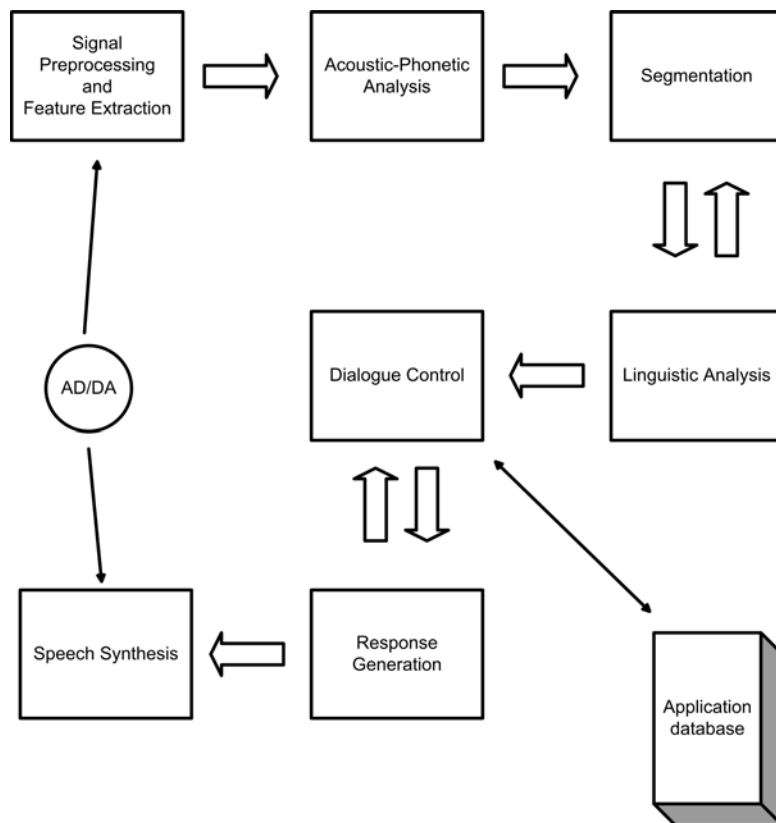 Signal
Preprocessing
and
Feature Extraction
Acoustic-Phonetic
Analysis
Segmentation
AD/DA
Dialogue Control
Linguistic Analysis
Speech Synthesis
Response
Generation
Application
database